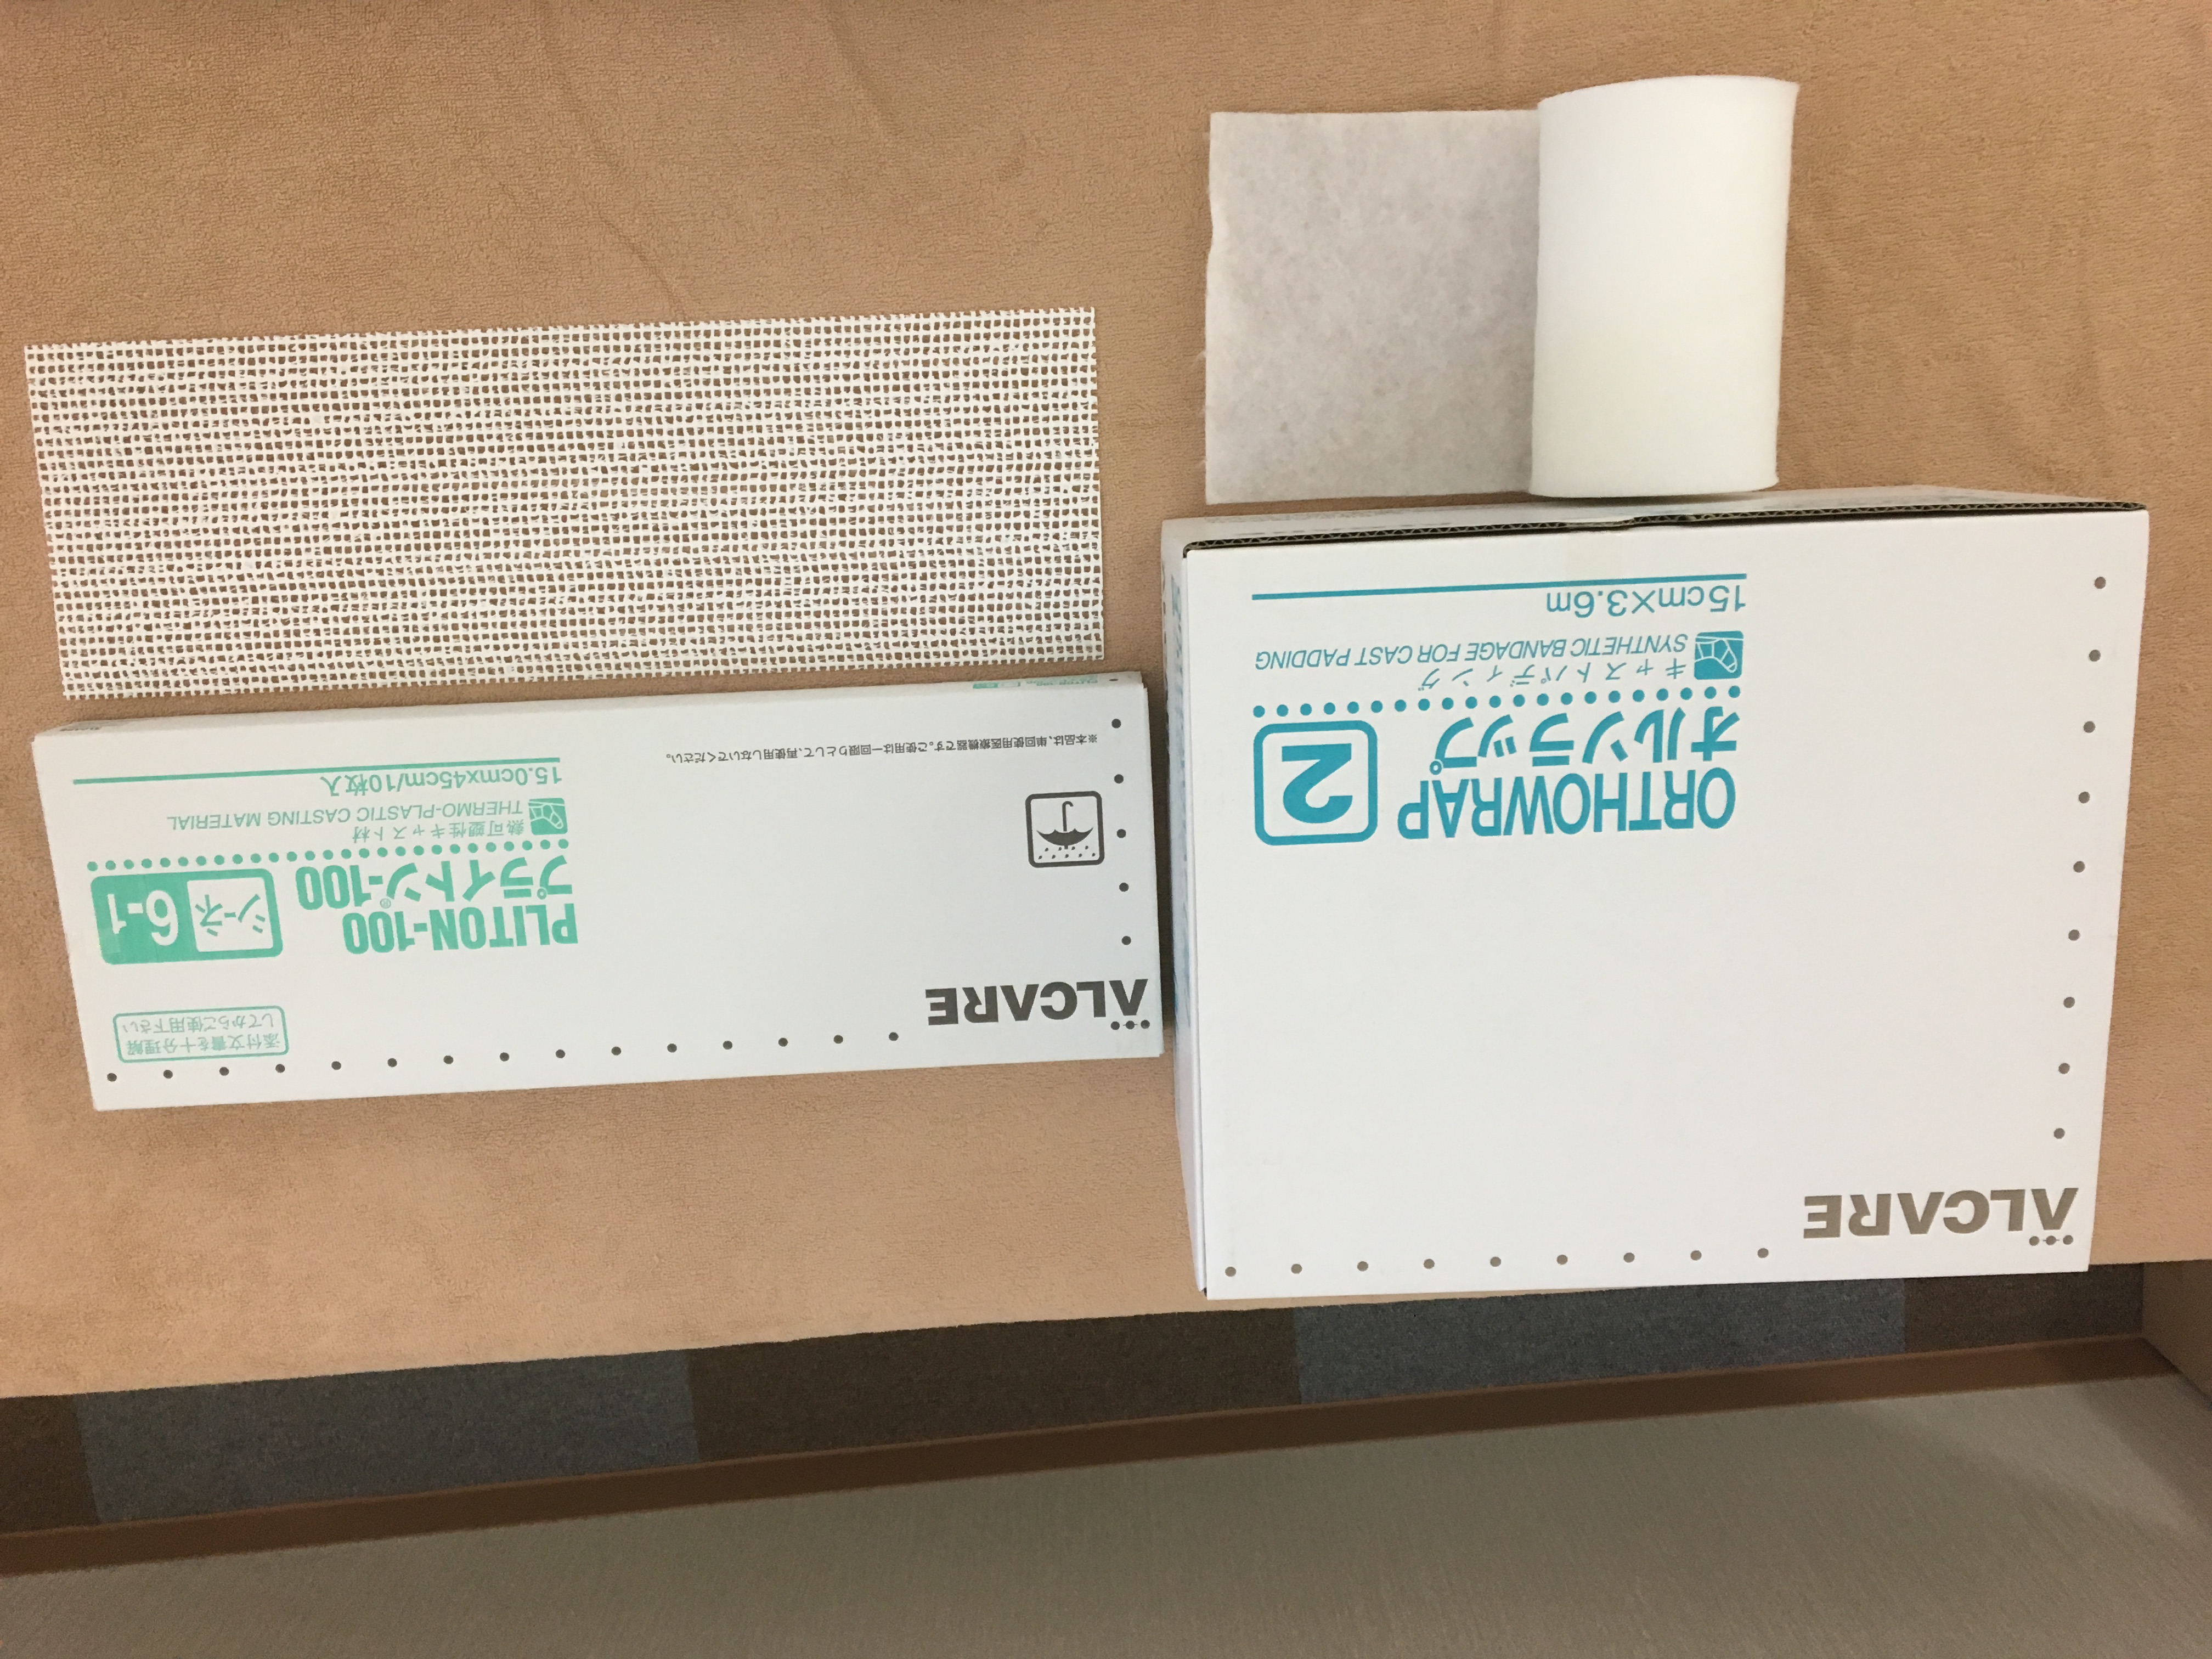 ALCARE
添付文書を十分理解
してからご使用下さい
PLITON-100
プライトン®-100
シーネ 6-1
熱可塑性キャスト材
THERMO-PLASTIC CASTING MATERIAL
15.0cmx45cm/10枚入
※本品は、単回使用医療機器です。ご使用は一回限りとして、再使用しないでください。
ALCARE
ORTHOWRAP
オルソラップ
2
キャストパディング
SYNTHETIC BANDAGE FOR CAST PADDING
15cm×3.6m